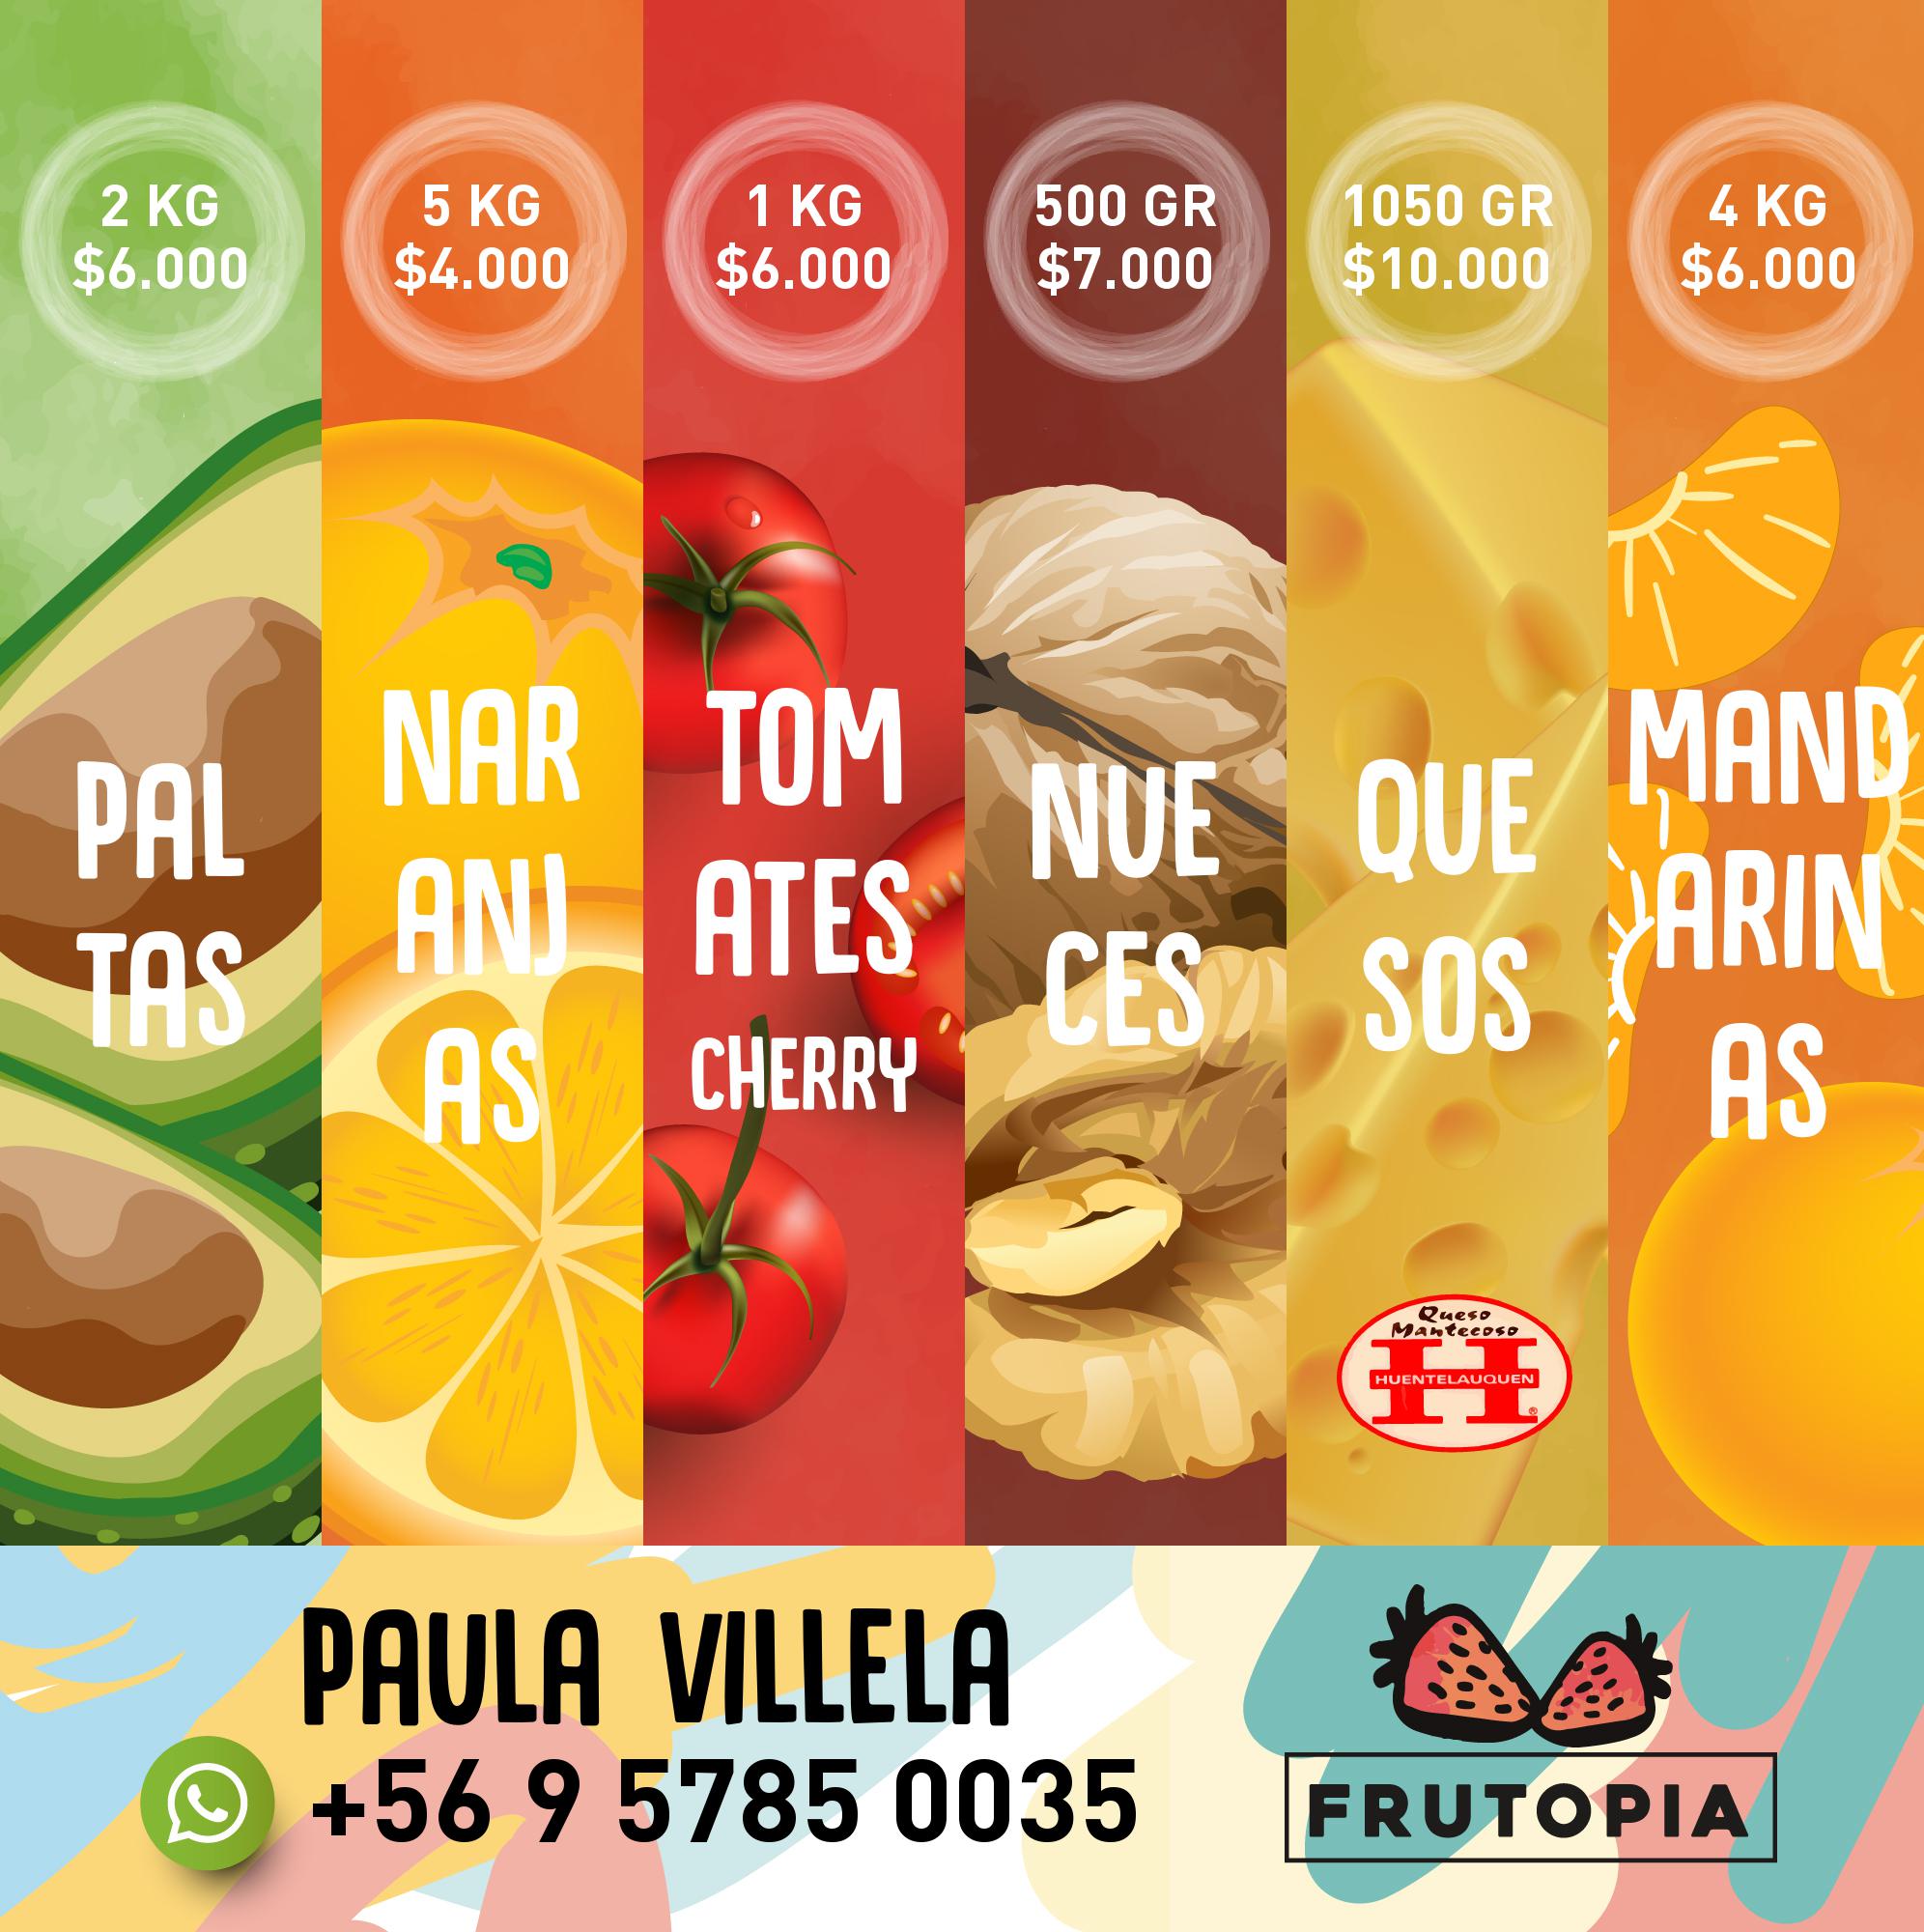 2 KG
$6.000
PAL
TAS
5 KG
$4.000
NAR
ANJ
AS
1 KG
$6.000
TOM
ATES
CHERRY
500 GR
$7.000
NUE
CES
1050 GR
$10.000
QUE
SOS
Queso
Mantecoso
H
HUENTELAUQUEN
®
4 KG
$6.000
MAND
ARIN
AS
PAULA VILLELA
+56 9 5785 0035
FRUTOPIA